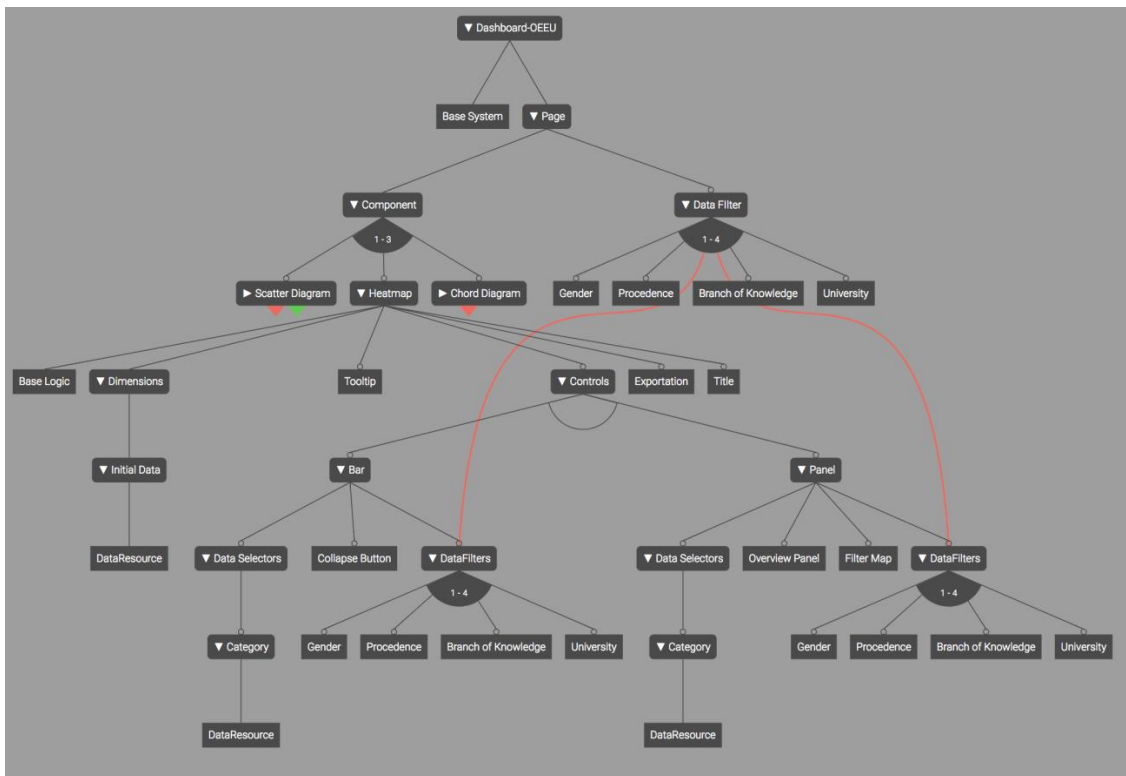 ▼ Dashboard-OEEU
Base System
▼ Page
▼ Component
▼ Data FIlter
1 - 3
1 - 4
▶ Scatter Diagram
▼ Heatmap
▶ Chord Diagram
Gender
Procedence
Branch of Knowledge
University
Base Logic
▼ Dimensions
Tooltip
▼ Controls
Exportation
Title
▼ Initial Data
▼ Bar
▼ Panel
DataResource
▼ Data Selectors
Collapse Button
▼ DataFilters
▼ Data Selectors
Overview Panel
Filter Map
▼ DataFilters
1 - 4
1 - 4
▼ Category
Gender
Procedence
Branch of Knowledge
University
▼ Category
Gender
Procedence
Branch of Knowledge
University
DataResource
DataResource